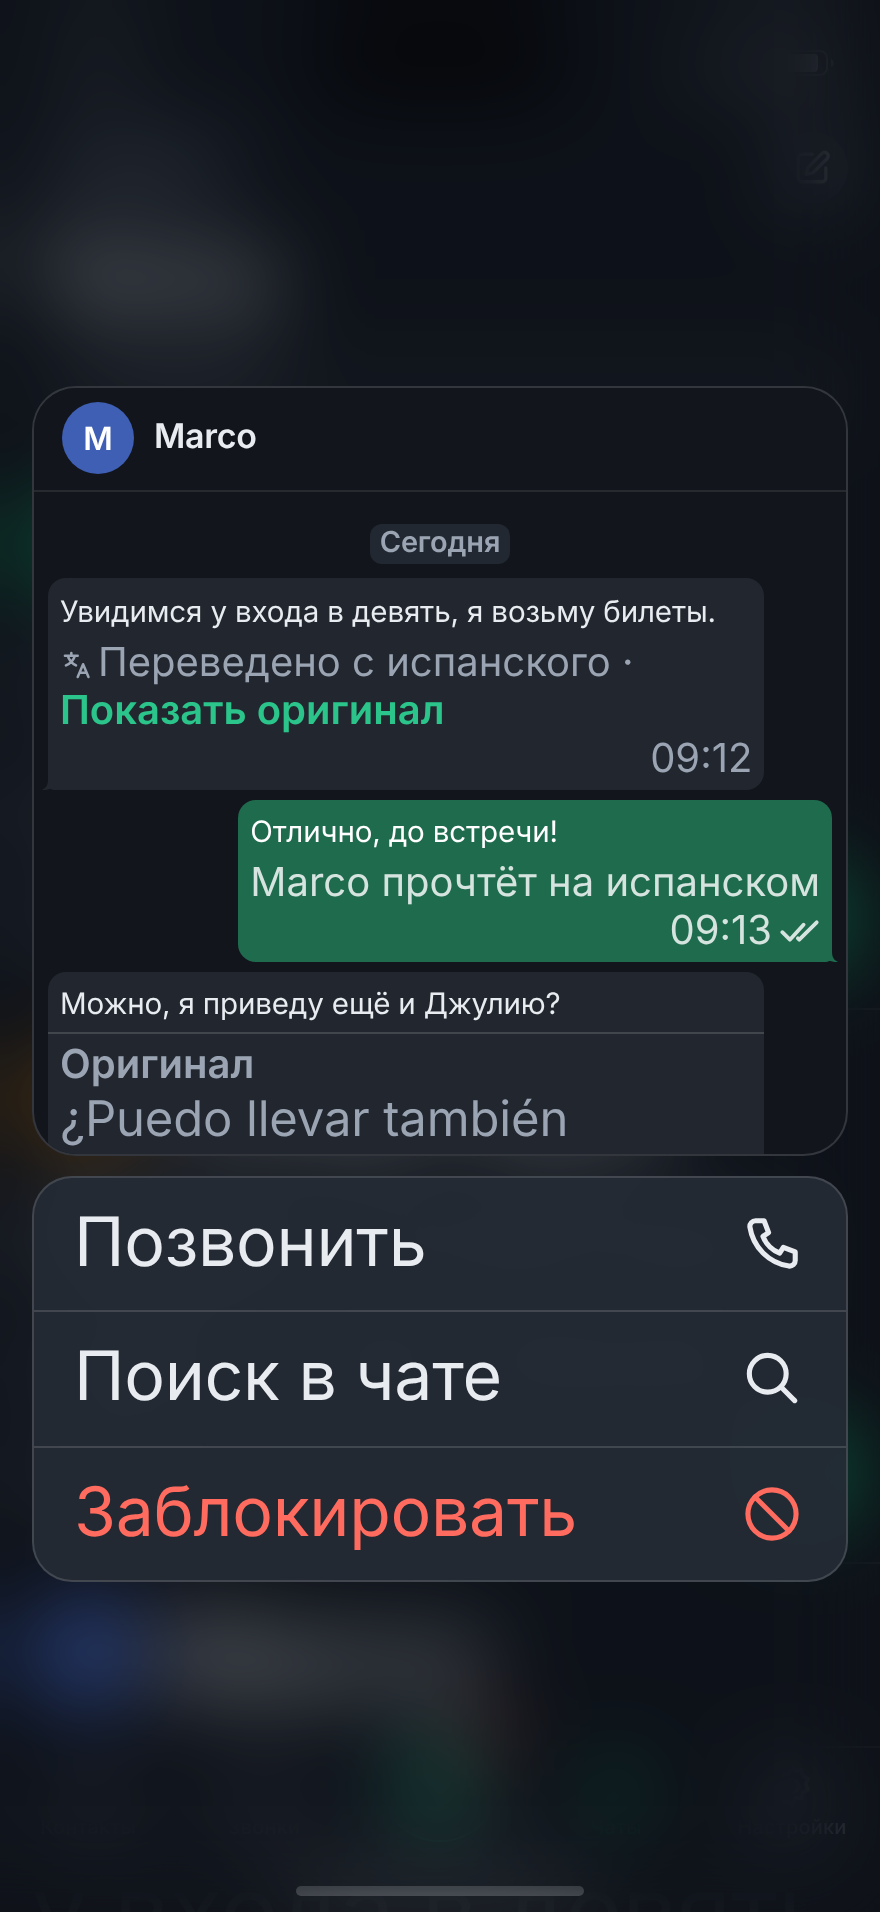 M
Marco
Сегодня
Увидимся у входа в девять, я возьму билеты.
Переведено с испанского ·
Показать оригинал
09:12
Отлично, до встречи!
Marco прочтёт на испанском
09:13
Можно, я приведу ещё и Джулию?
Оригинал
¿Puedo llevar también
Позвонить
Поиск в чате
Заблокировать